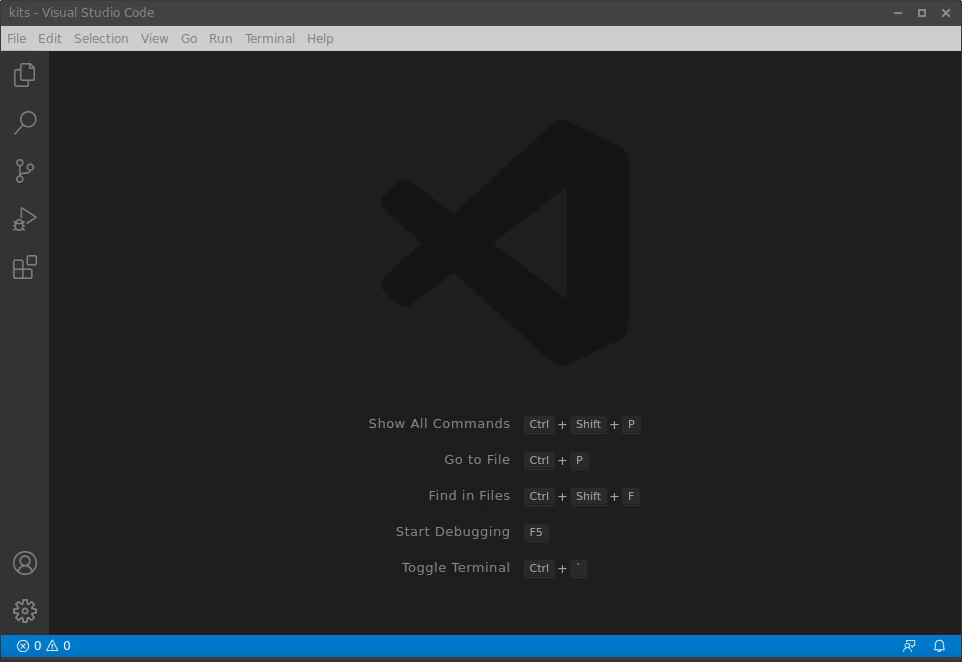 kits - Visual Studio Code
File Edit Selection View Go Run Terminal Help
Show All Commands Ctrl + Shift + P
Go to File Ctrl + P
Find in Files Ctrl + Shift + F
Start Debugging F5
Toggle Terminal Ctrl + `
0 0